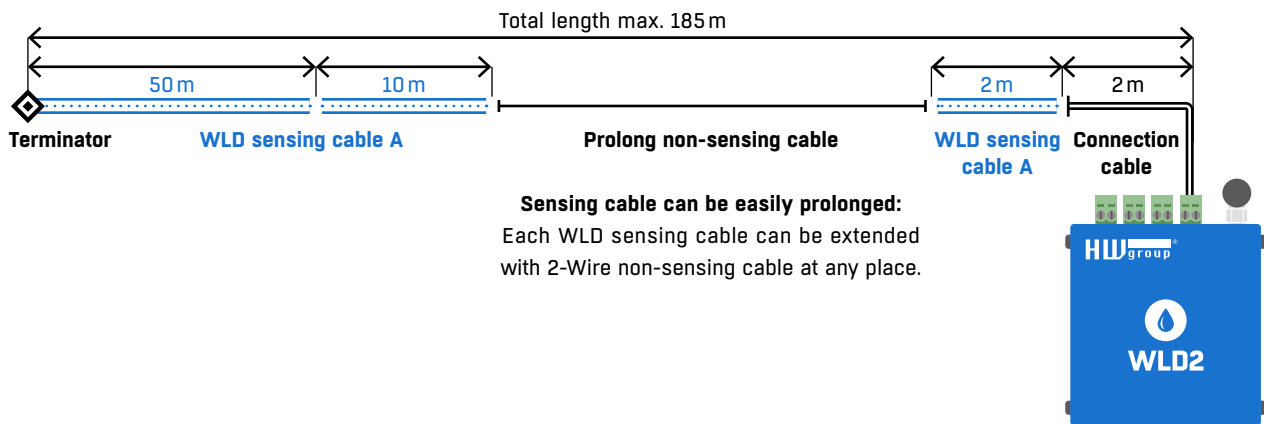 Total length max. 185 m
50 m
10 m
2 m
2 m
Terminator
WLD sensing cable A
Prolong non-sensing cable
WLD sensing
cable A
Connection
cable
Sensing cable can be easily prolonged:
Each WLD sensing cable can be extended
with 2-Wire non-sensing cable at any place.
HW group®
WLD2